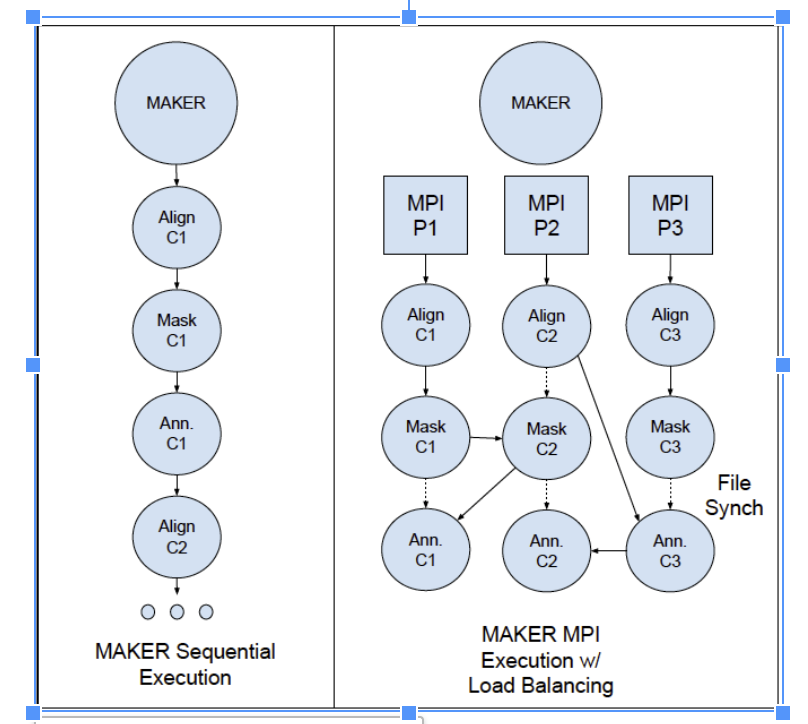 MAKER
Align
C1
Mask
C1
Ann.
C1
Align
C2
MAKER Sequential
Execution
MAKER
MPI
P1
MPI
P2
MPI
P3
Align
C1
Align
C2
Align
C3
Mask
C1
Mask
C2
Mask
C3
File
Synch
Ann.
C1
Ann.
C2
Ann.
C3
MAKER MPI
Execution w/
Load Balancing